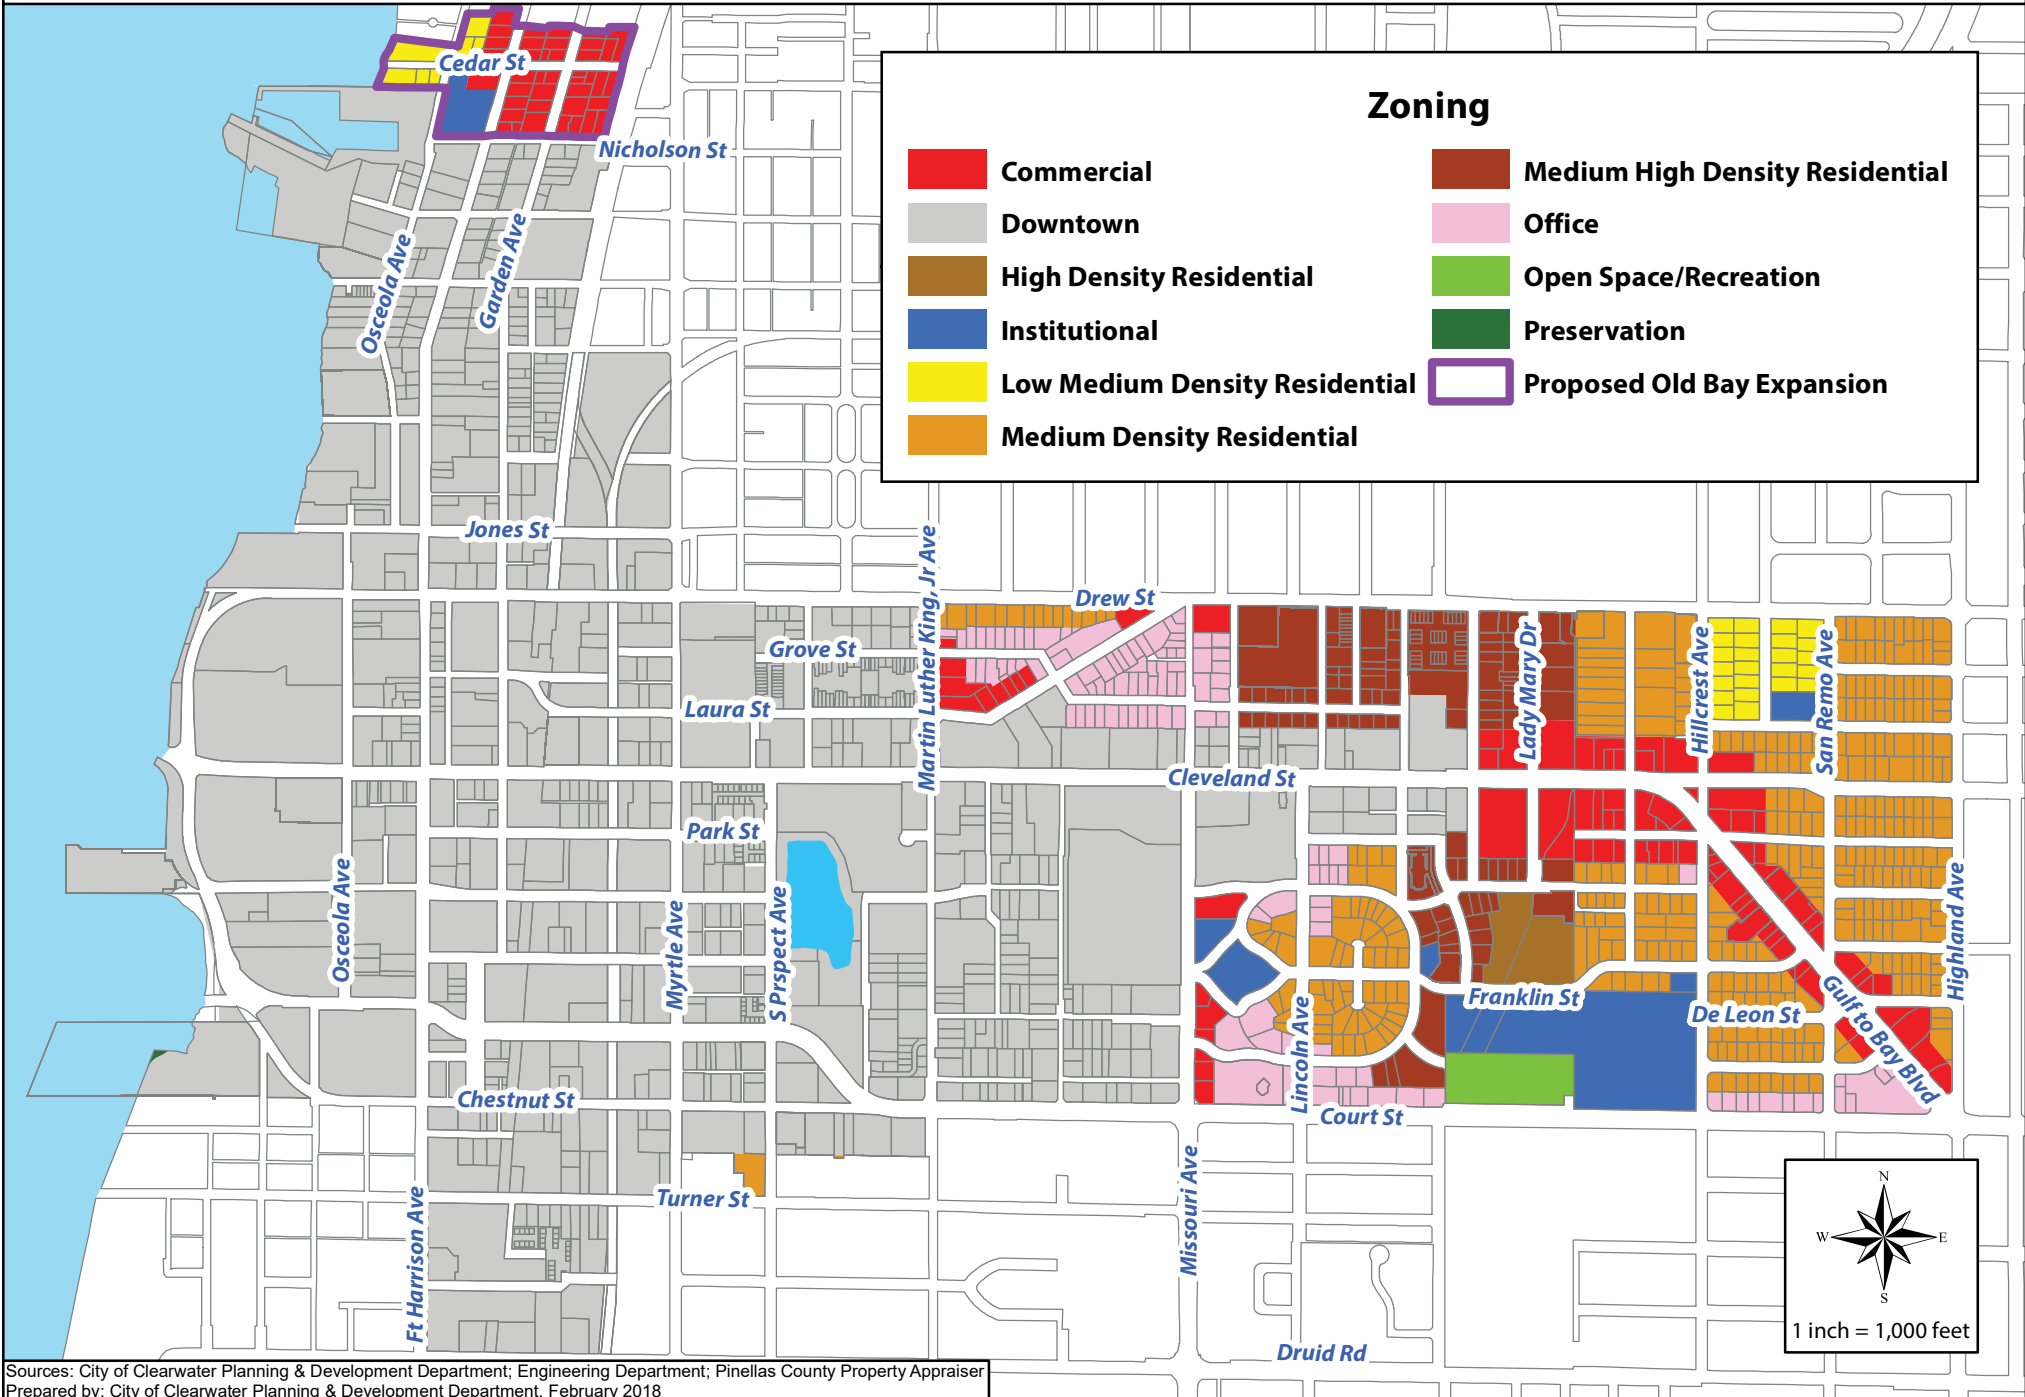 Zoning
Commercial
Downtown
High Density Residential
Institutional
Low Medium Density Residential
Medium Density Residential
Medium High Density Residential
Office
Open Space/Recreation
Preservation
Proposed Old Bay Expansion
Cedar St
Nicholson St
Osceola Ave
Garden Ave
Jones St
Martin Luther King, Jr Ave
Drew St
Grove St
Laura St
Lady Mary Dr
Hillcrest Ave
San Remo Ave
Cleveland St
Park St
Osceola Ave
Myrtle Ave
S Prspect Ave
Highland Ave
Franklin St
De Leon St
Gulf to Bay Blvd
Lincoln Ave
Chestnut St
Court St
Missouri Ave
Turner St
Ft Harrison Ave
Druid Rd
N
W
E
S
1 inch = 1,000 feet
Sources: City of Clearwater Planning & Development Department; Engineering Department; Pinellas County Property Appraiser
Prepared by: City of Clearwater Planning & Development Department, February 2018